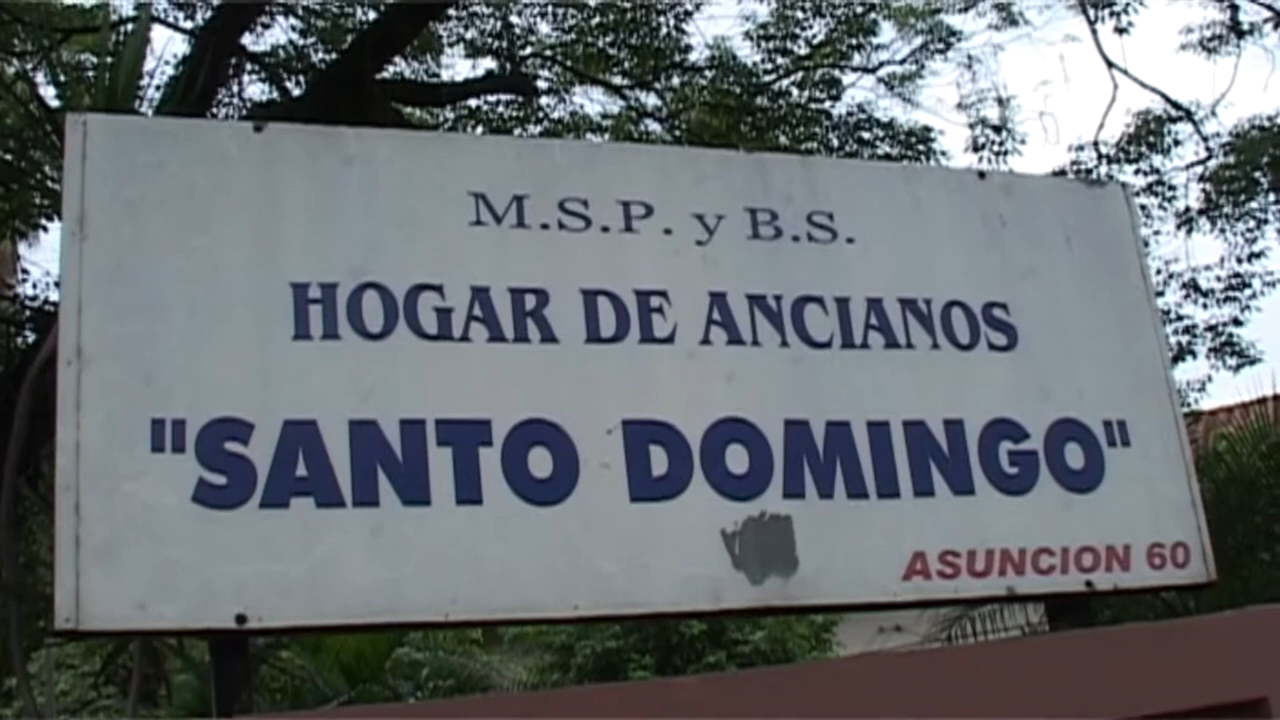 M.S.P. y B.S.
HOGAR DE ANCIANOS
"SANTO DOMINGO"
ASUNCION 60